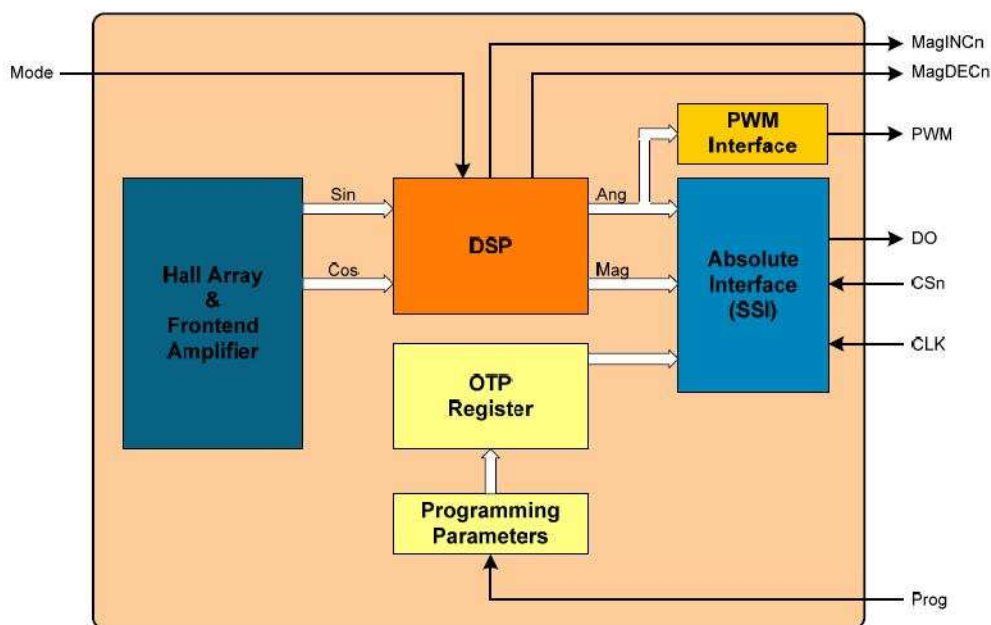 MagINCn
Mode
MagDECn
PWM
Interface
PWM
Sin
Ang
Hall Array
&
Frontend
Amplifier
DSP
Cos
Mag
Absolute
Interface
(SSI)
DO
CSn
CLK
OTP
Register
Programming
Parameters
Prog